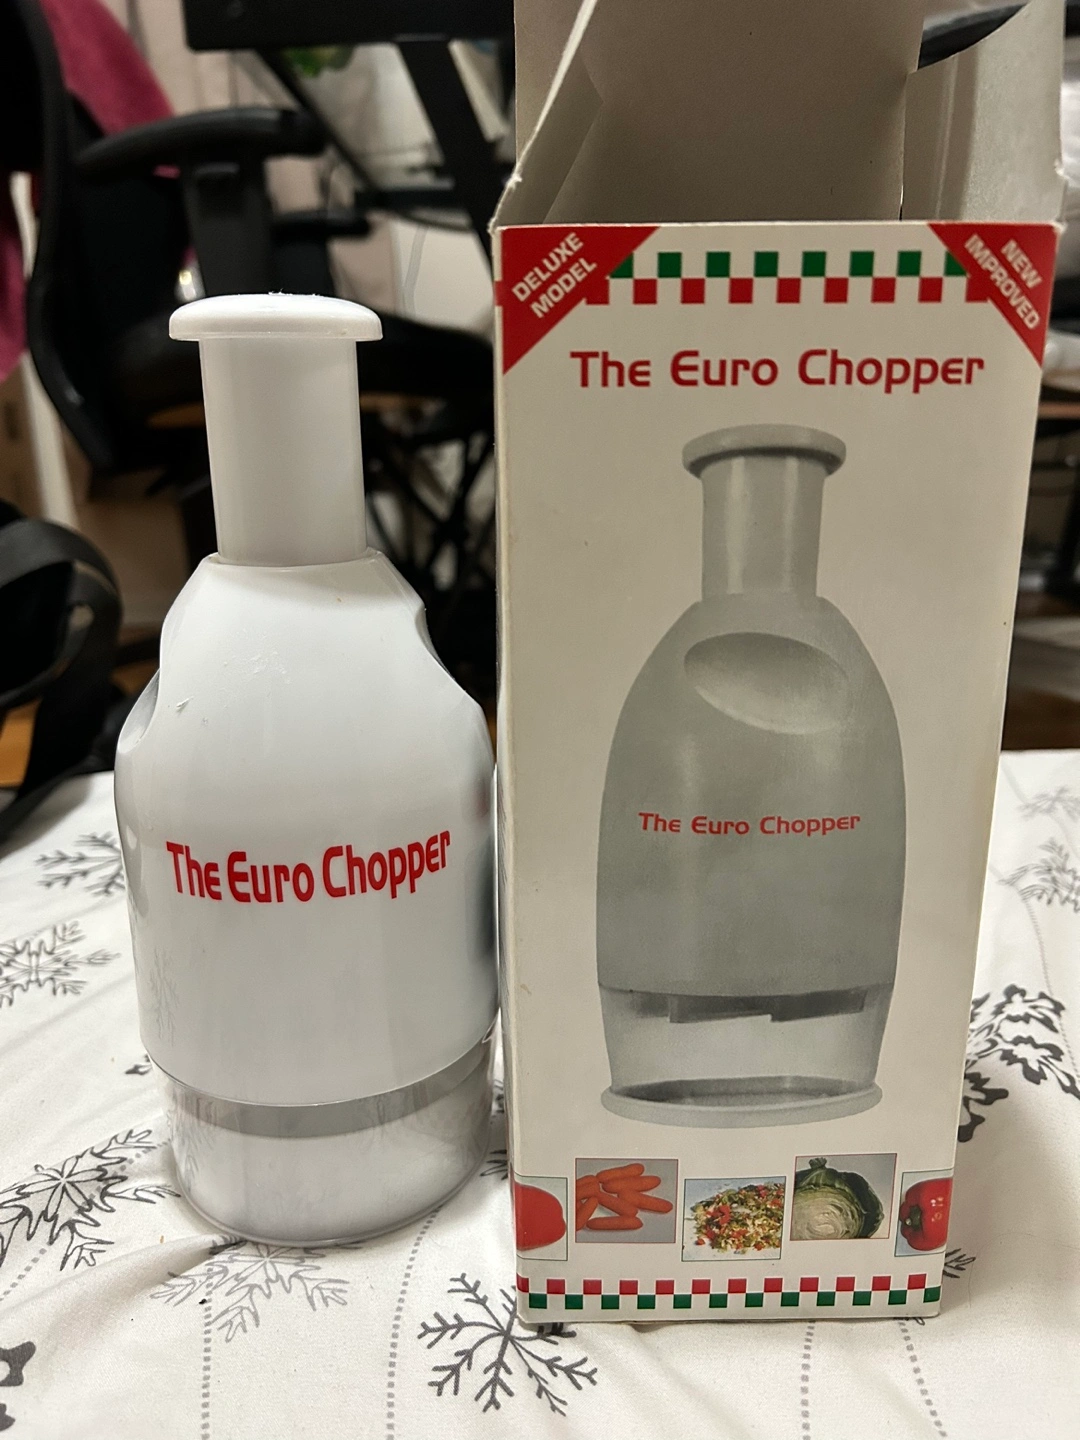 DELUXE
MODEL
NEW
IMPROVED
The Euro Chopper
The Euro Chopper
The Euro Chopper